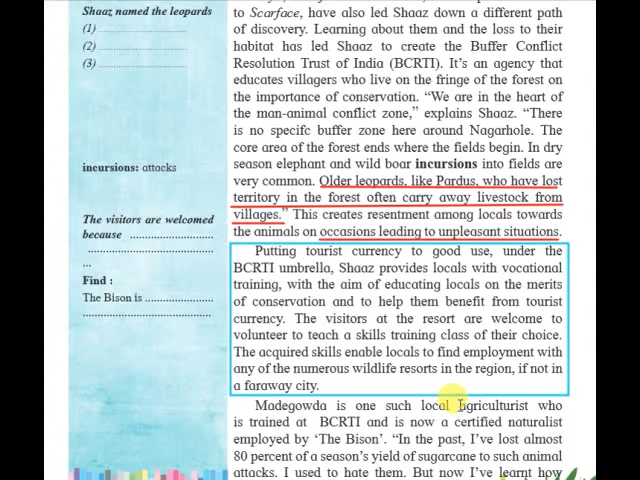 Shaaz named the leopards
(1) ..............................
(2) ..............................
(3) ..............................
incursions: attacks
The visitors are welcomed
because ............................
..........................................
...
Find :
The Bison is .......................
...........................................
to Scarface, have also led Shaaz down a different path
of discovery. Learning about them and the loss to their
habitat has led Shaaz to create the Buffer Conflict
Resolution Trust of India (BCRTI). It's an agency that
educates villagers who live on the fringe of the forest on
the importance of conservation. "We are in the heart of
the man-animal conflict zone," explains Shaaz. "There
is no specifc buffer zone here around Nagarhole. The
core area of the forest ends where the fields begin. In dry
season elephant and wild boar incursions into fields are
very common. Older leopards, like Pardus, who have lost
territory in the forest often carry away livestock from
villages." This creates resentment among locals towards
the animals on occasions leading to unpleasant situations.
Putting tourist currency to good use, under the
BCRTI umbrella, Shaaz provides locals with vocational
training, with the aim of educating locals on the merits
of conservation and to help them benefit from tourist
currency. The visitors at the resort are welcome to
volunteer to teach a skills training class of their choice.
The acquired skills enable locals to find employment with
any of the numerous wildlife resorts in the region, if not in
a faraway city.
Madegowda is one such local agriculturist who
is trained at BCRTI and is now a certified naturalist
employed by 'The Bison'. "In the past, I've lost almost
80 percent of a season's yield of sugarcane to such animal
attacks. I used to hate them. But now I've learnt how